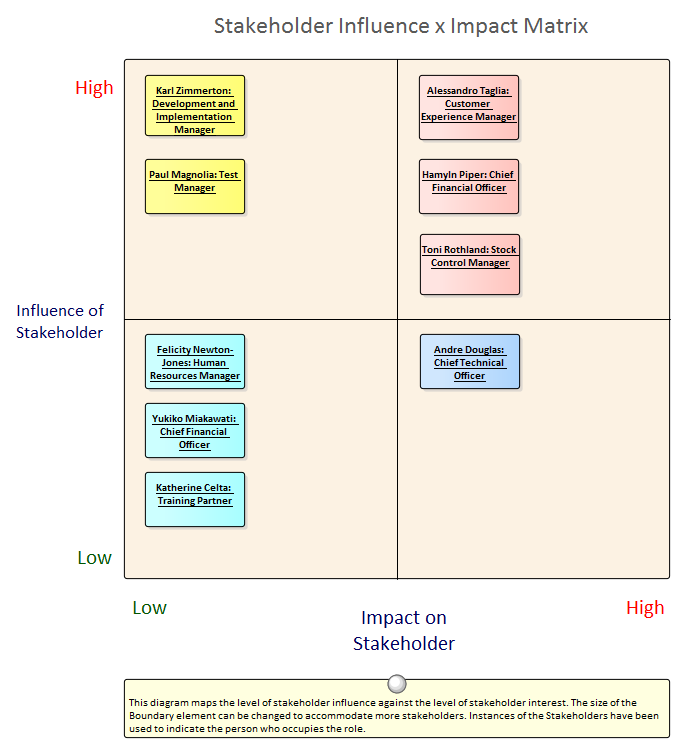 Stakeholder Influence x Impact Matrix
High
Karl Zimmerton:
Development and
Implementation
Manager
Alessandro Taglia:
Customer
Experience Manager
Paul Magnolia: Test
Manager
Hamyln Piper: Chief
Financial Officer
Toni Rothland: Stock
Control Manager
Influence of
Stakeholder
Felicity Newton-
Jones: Human
Resources Manager
Andre Douglas:
Chief Technical
Officer
Yukiko Miakawati:
Chief Financial
Officer
Katherine Celta:
Training Partner
Low
Low
High
Impact on
Stakeholder
This diagram maps the level of stakeholder influence against the level of stakeholder interest. The size of the
Boundary element can be changed to accommodate more stakeholders. Instances of the Stakeholders have been
used to indicate the person who occupies the role.